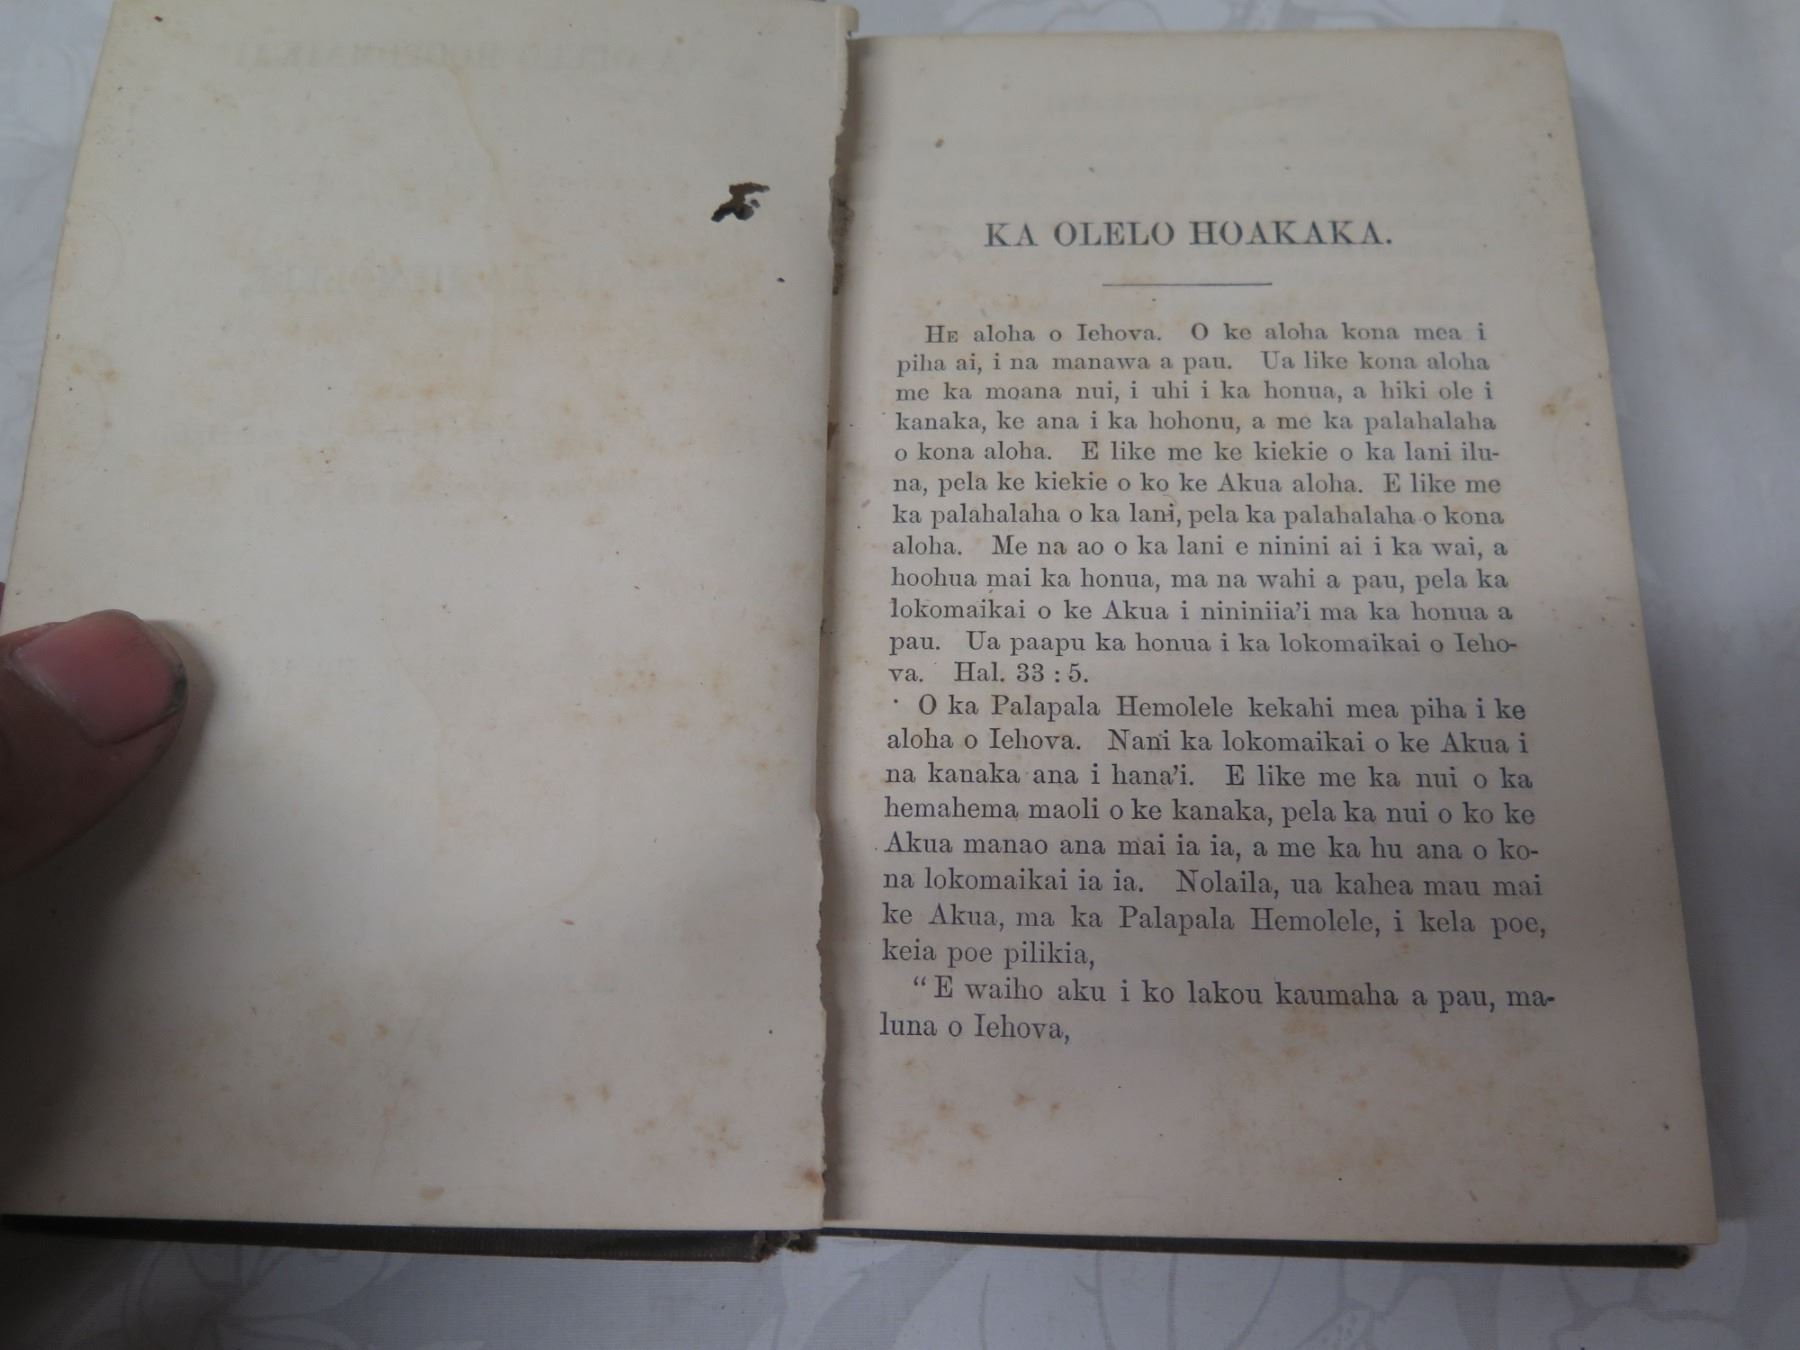 KA OLELO HOAKAKA.
HE aloha o Iehova. O ke aloha kona mea i
piha ai, i na manawa a pau. Ua like kona aloha
me ka moana nui, i uhi i ka honua, a hiki ole i
kanaka, ke ana i ka hohonu, a me ka palahalaha
o kona aloha. E like me ke kiekie o ka lani ilu-
na, pela ke kiekie o ko ke Akua aloha. E like me
ka palahalaha o ka lani, pela ka palahalaha o kona
aloha. Me na ao o ka lani e ninini ai i ka wai, a
hoohua mai ka honua, ma na wahi a pau, pela ka
lokomaikai o ke Akua i nininiia'i ma ka honua a
pau. Ua paapu ka honua i ka lokomaikai o Ieho-
va. Hal. 33 : 5.
O ka Palapala Hemolele kekahi mea piha i ke
aloha o Iehova. Nani ka lokomaikai o ke Akua i
na kanaka ana i hana'i. E like me ka nui o ka
hemahema maoli o ke kanaka, pela ka nui o ko ke
Akua manao ana mai ia ia, a me ka hu ana o ko-
na lokomaikai ia ia. Nolaila, ua kahea mau mai
ke Akua, ma ka Palapala Hemolele, i kela poe,
keia poe pilikia,
“E waiho aku i ko lakou kaumaha a pau, ma-
luna o Iehova,